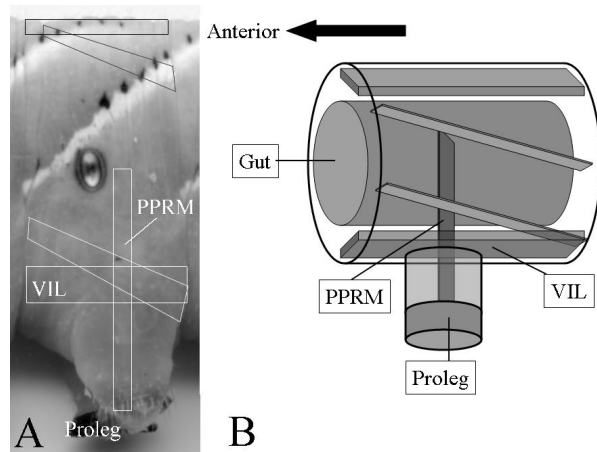 Anterior
PPRM
VIL
Proleg
A
Gut
PPRM
VIL
Proleg
B